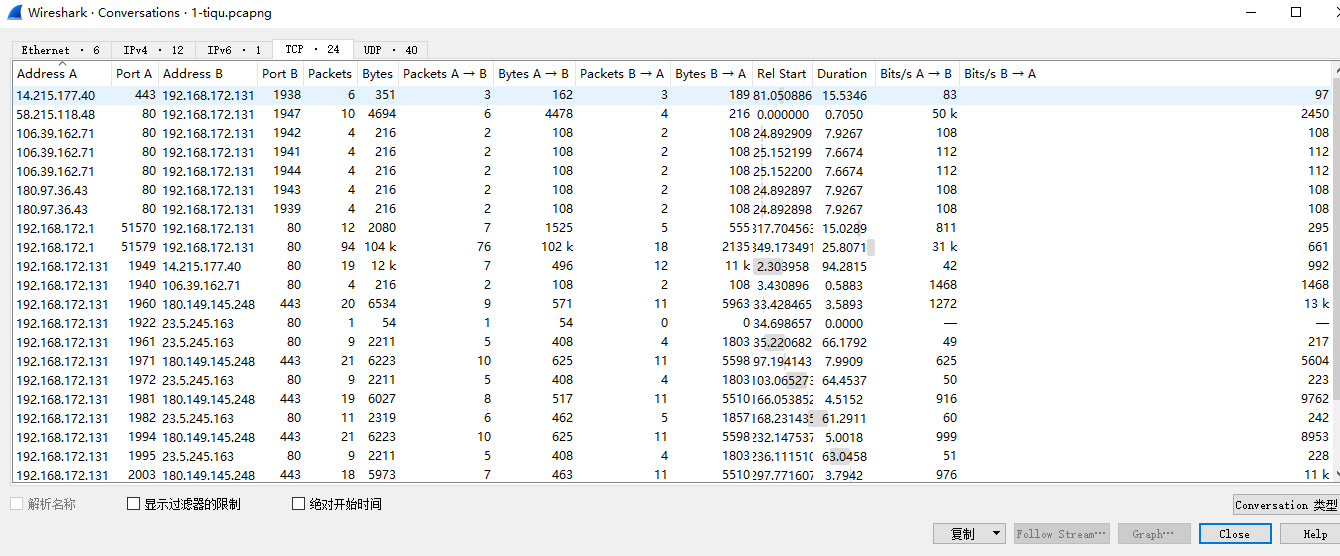 Wireshark · Conversations · 1-tiqu.pcapng
Ethernet · 6 IPv4 · 12 IPv6 · 1 TCP · 24 UDP · 40
Address A Port A Address B Port B Packets Bytes Packets A → B Bytes A → B Packets B → A Bytes B → A Rel Start Duration Bits/s A → B Bits/s B → A
14.215.177.40 443 192.168.172.131 1938 6 351 3 162 3 189 81.050886 15.5346 83 97
58.215.118.48 80 192.168.172.131 1947 10 4694 6 4478 4 216 0.000000 0.7050 50 k 2450
106.39.162.71 80 192.168.172.131 1942 4 216 2 108 2 108 24.892909 7.9267 108 108
106.39.162.71 80 192.168.172.131 1941 4 216 2 108 2 108 25.152199 7.6674 112 112
106.39.162.71 80 192.168.172.131 1944 4 216 2 108 2 108 25.152200 7.6674 112 112
180.97.36.43 80 192.168.172.131 1943 4 216 2 108 2 108 24.892897 7.9267 108 108
180.97.36.43 80 192.168.172.131 1939 4 216 2 108 2 108 24.892898 7.9267 108 108
192.168.172.1 51570 192.168.172.131 80 12 2080 7 1525 5 555 317.704563 15.0289 811 295
192.168.172.1 51579 192.168.172.131 80 94 104 k 76 102 k 18 2135 349.173491 25.8071 31 k 661
192.168.172.131 1949 14.215.177.40 80 19 12 k 7 496 12 11 k 2.303958 94.2815 42 992
192.168.172.131 1940 106.39.162.71 80 4 216 2 108 2 108 3.430896 0.5883 1468 1468
192.168.172.131 1960 180.149.145.248 443 20 6534 9 571 11 5963 33.428465 3.5893 1272 13 k
192.168.172.131 1922 23.5.245.163 80 1 54 1 54 0 0 34.698657 0.0000 — —
192.168.172.131 1961 23.5.245.163 80 9 2211 5 408 4 1803 35.220682 66.1792 49 217
192.168.172.131 1971 180.149.145.248 443 21 6223 10 625 11 5598 97.194143 7.9909 625 5604
192.168.172.131 1972 23.5.245.163 80 9 2211 5 408 4 1803 103.065273 64.4537 50 223
192.168.172.131 1981 180.149.145.248 443 19 6027 8 517 11 5510 166.053852 4.5152 916 9762
192.168.172.131 1982 23.5.245.163 80 11 2319 6 462 5 1857 168.231435 61.2911 60 242
192.168.172.131 1994 180.149.145.248 443 21 6223 10 625 11 5598 232.147537 5.0018 999 8953
192.168.172.131 1995 23.5.245.163 80 9 2211 5 408 4 1803 236.111510 63.0458 51 228
192.168.172.131 2003 180.149.145.248 443 18 5973 7 463 11 5510 297.771607 3.7942 976 11 k
解析名称 显示过滤器的限制 绝对开始时间
Conversation 类型
复制 Follow Stream… Graph… Close Help